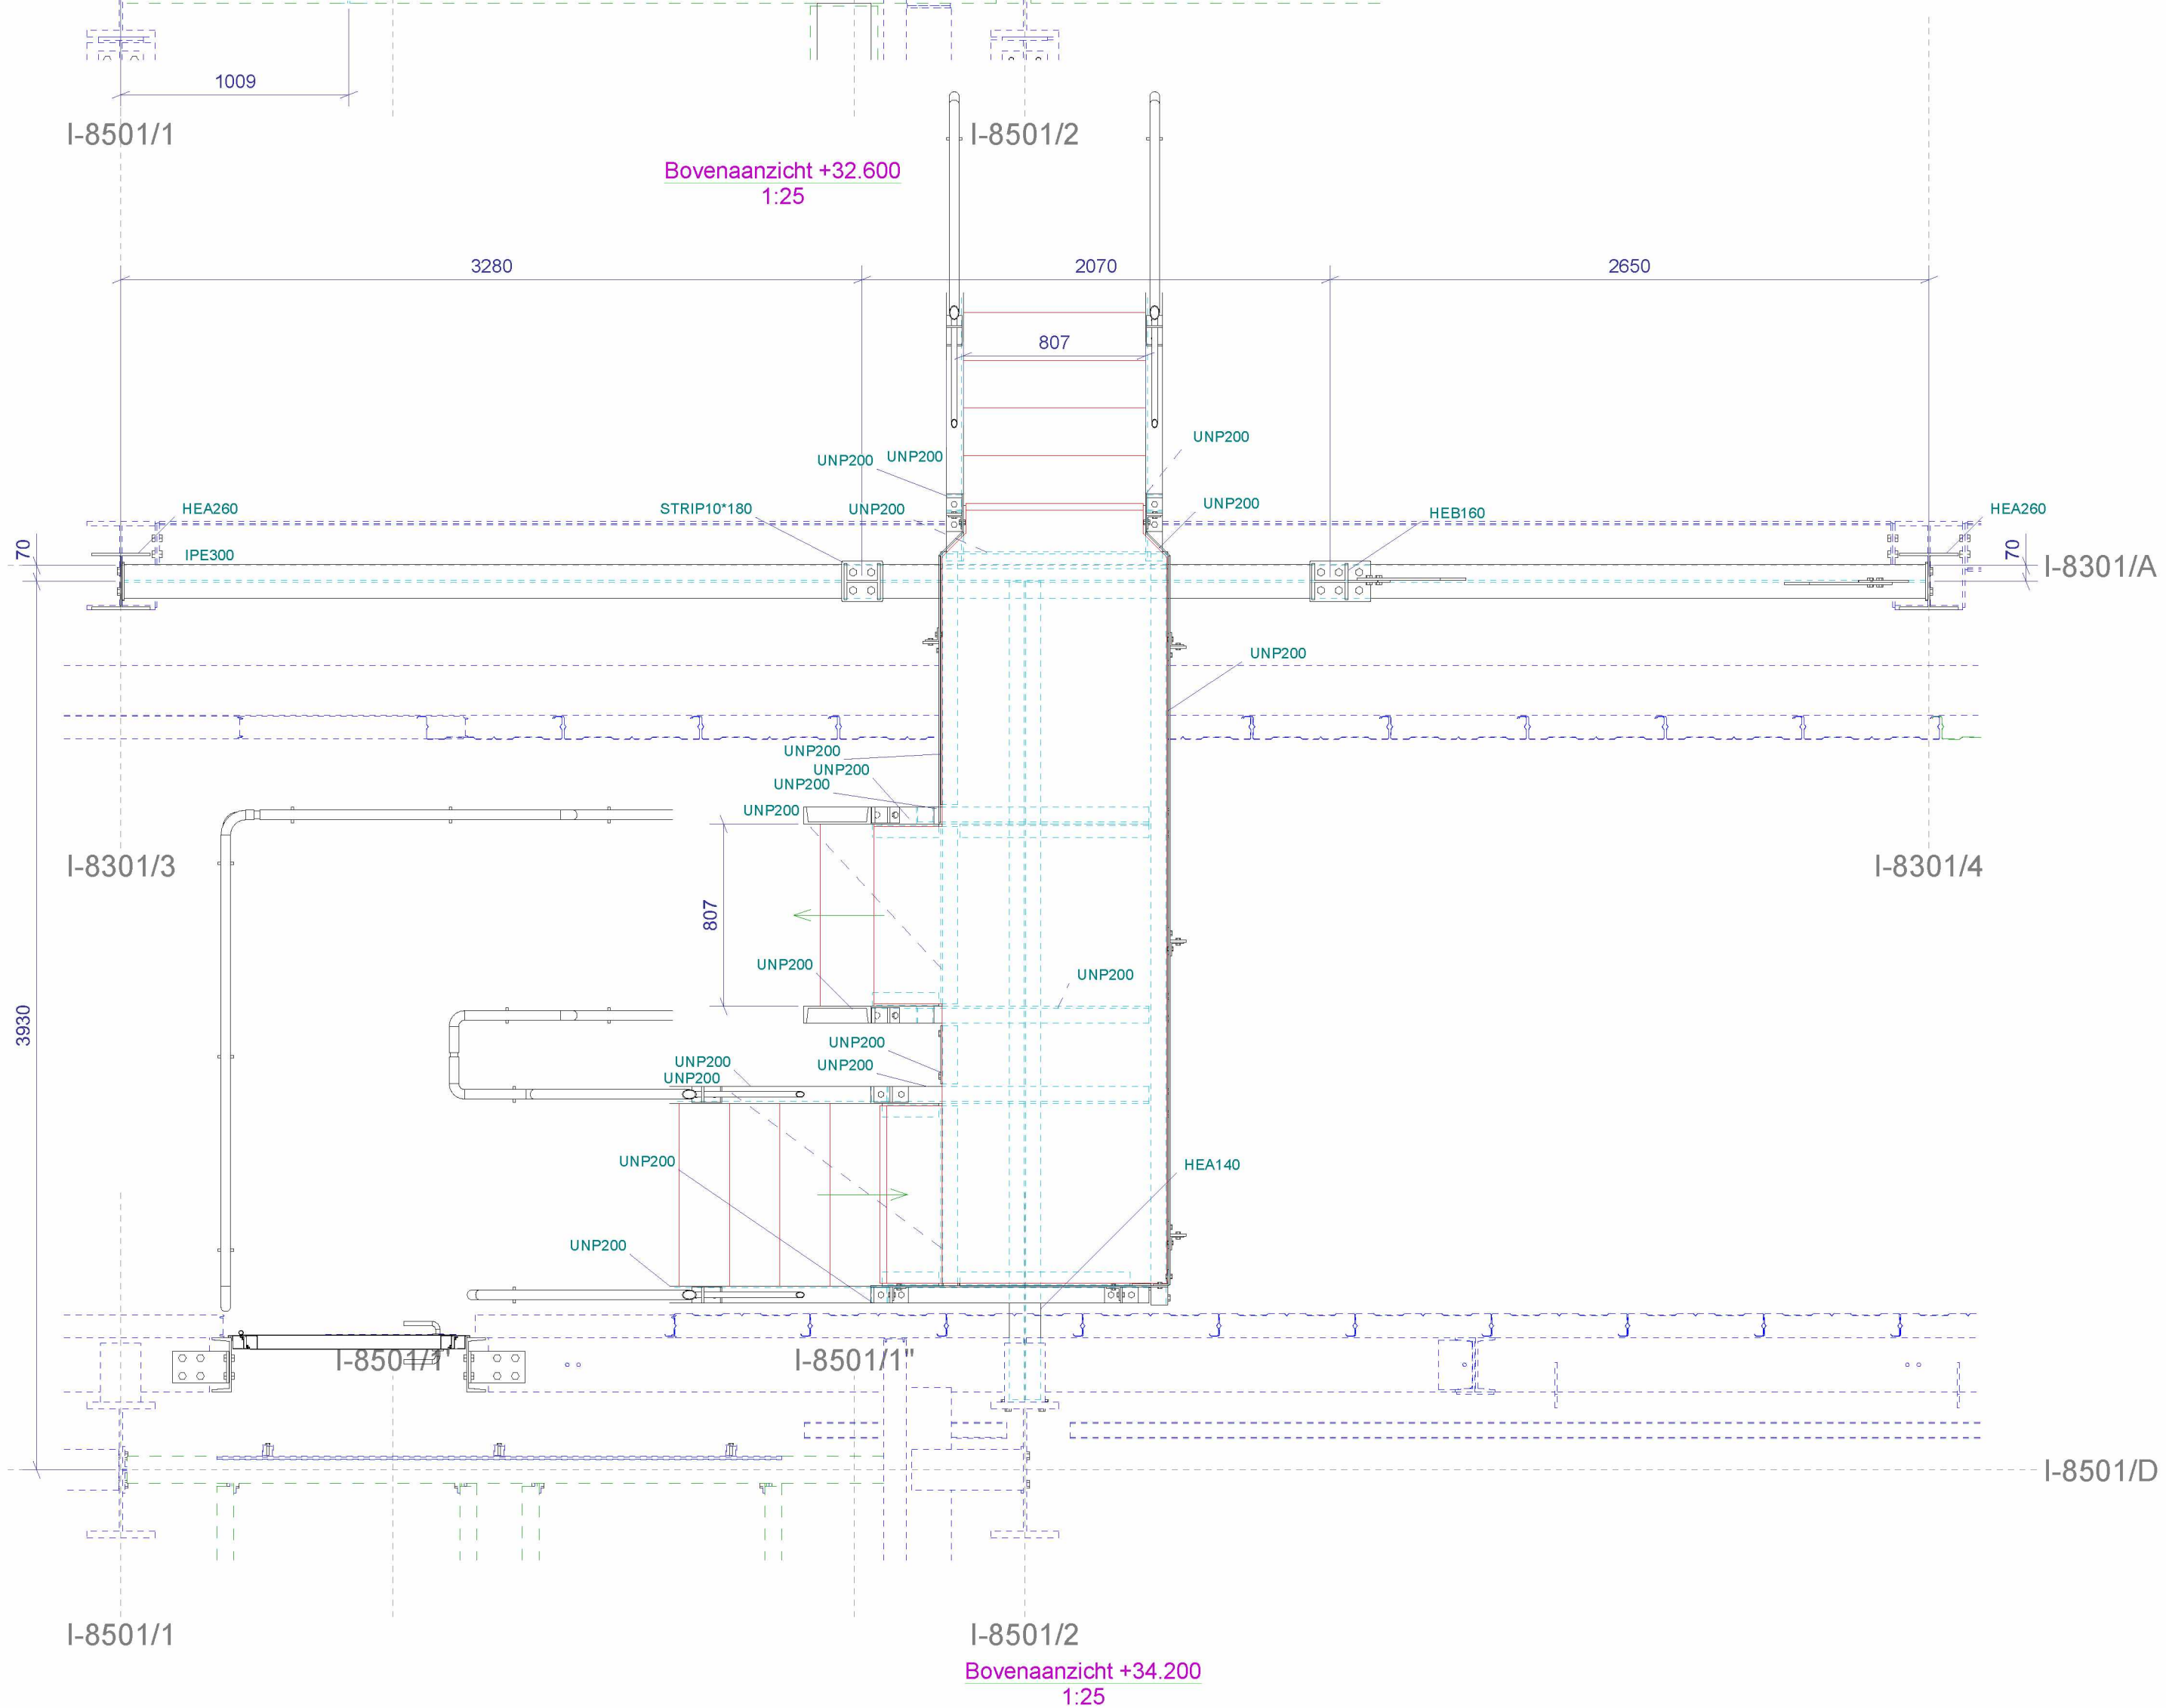 1009
I-8501/1
I-8501/2
Bovenaanzicht +32.600
1:25
3280
2070
2650
807
UNP200
UNP200
UNP200
HEA260
STRIP10*180
UNP200
UNP200
HEB160
HEA260
70
IPE300
70
I-8301/A
UNP200
UNP200
UNP200
UNP200
UNP200
I-8301/3
I-8301/4
807
UNP200
UNP200
3930
UNP200
UNP200
UNP200
UNP200
UNP200
HEA140
UNP200
I-8501/1'
I-8501/1"
I-8501/D
I-8501/1
I-8501/2
Bovenaanzicht +34.200
1:25